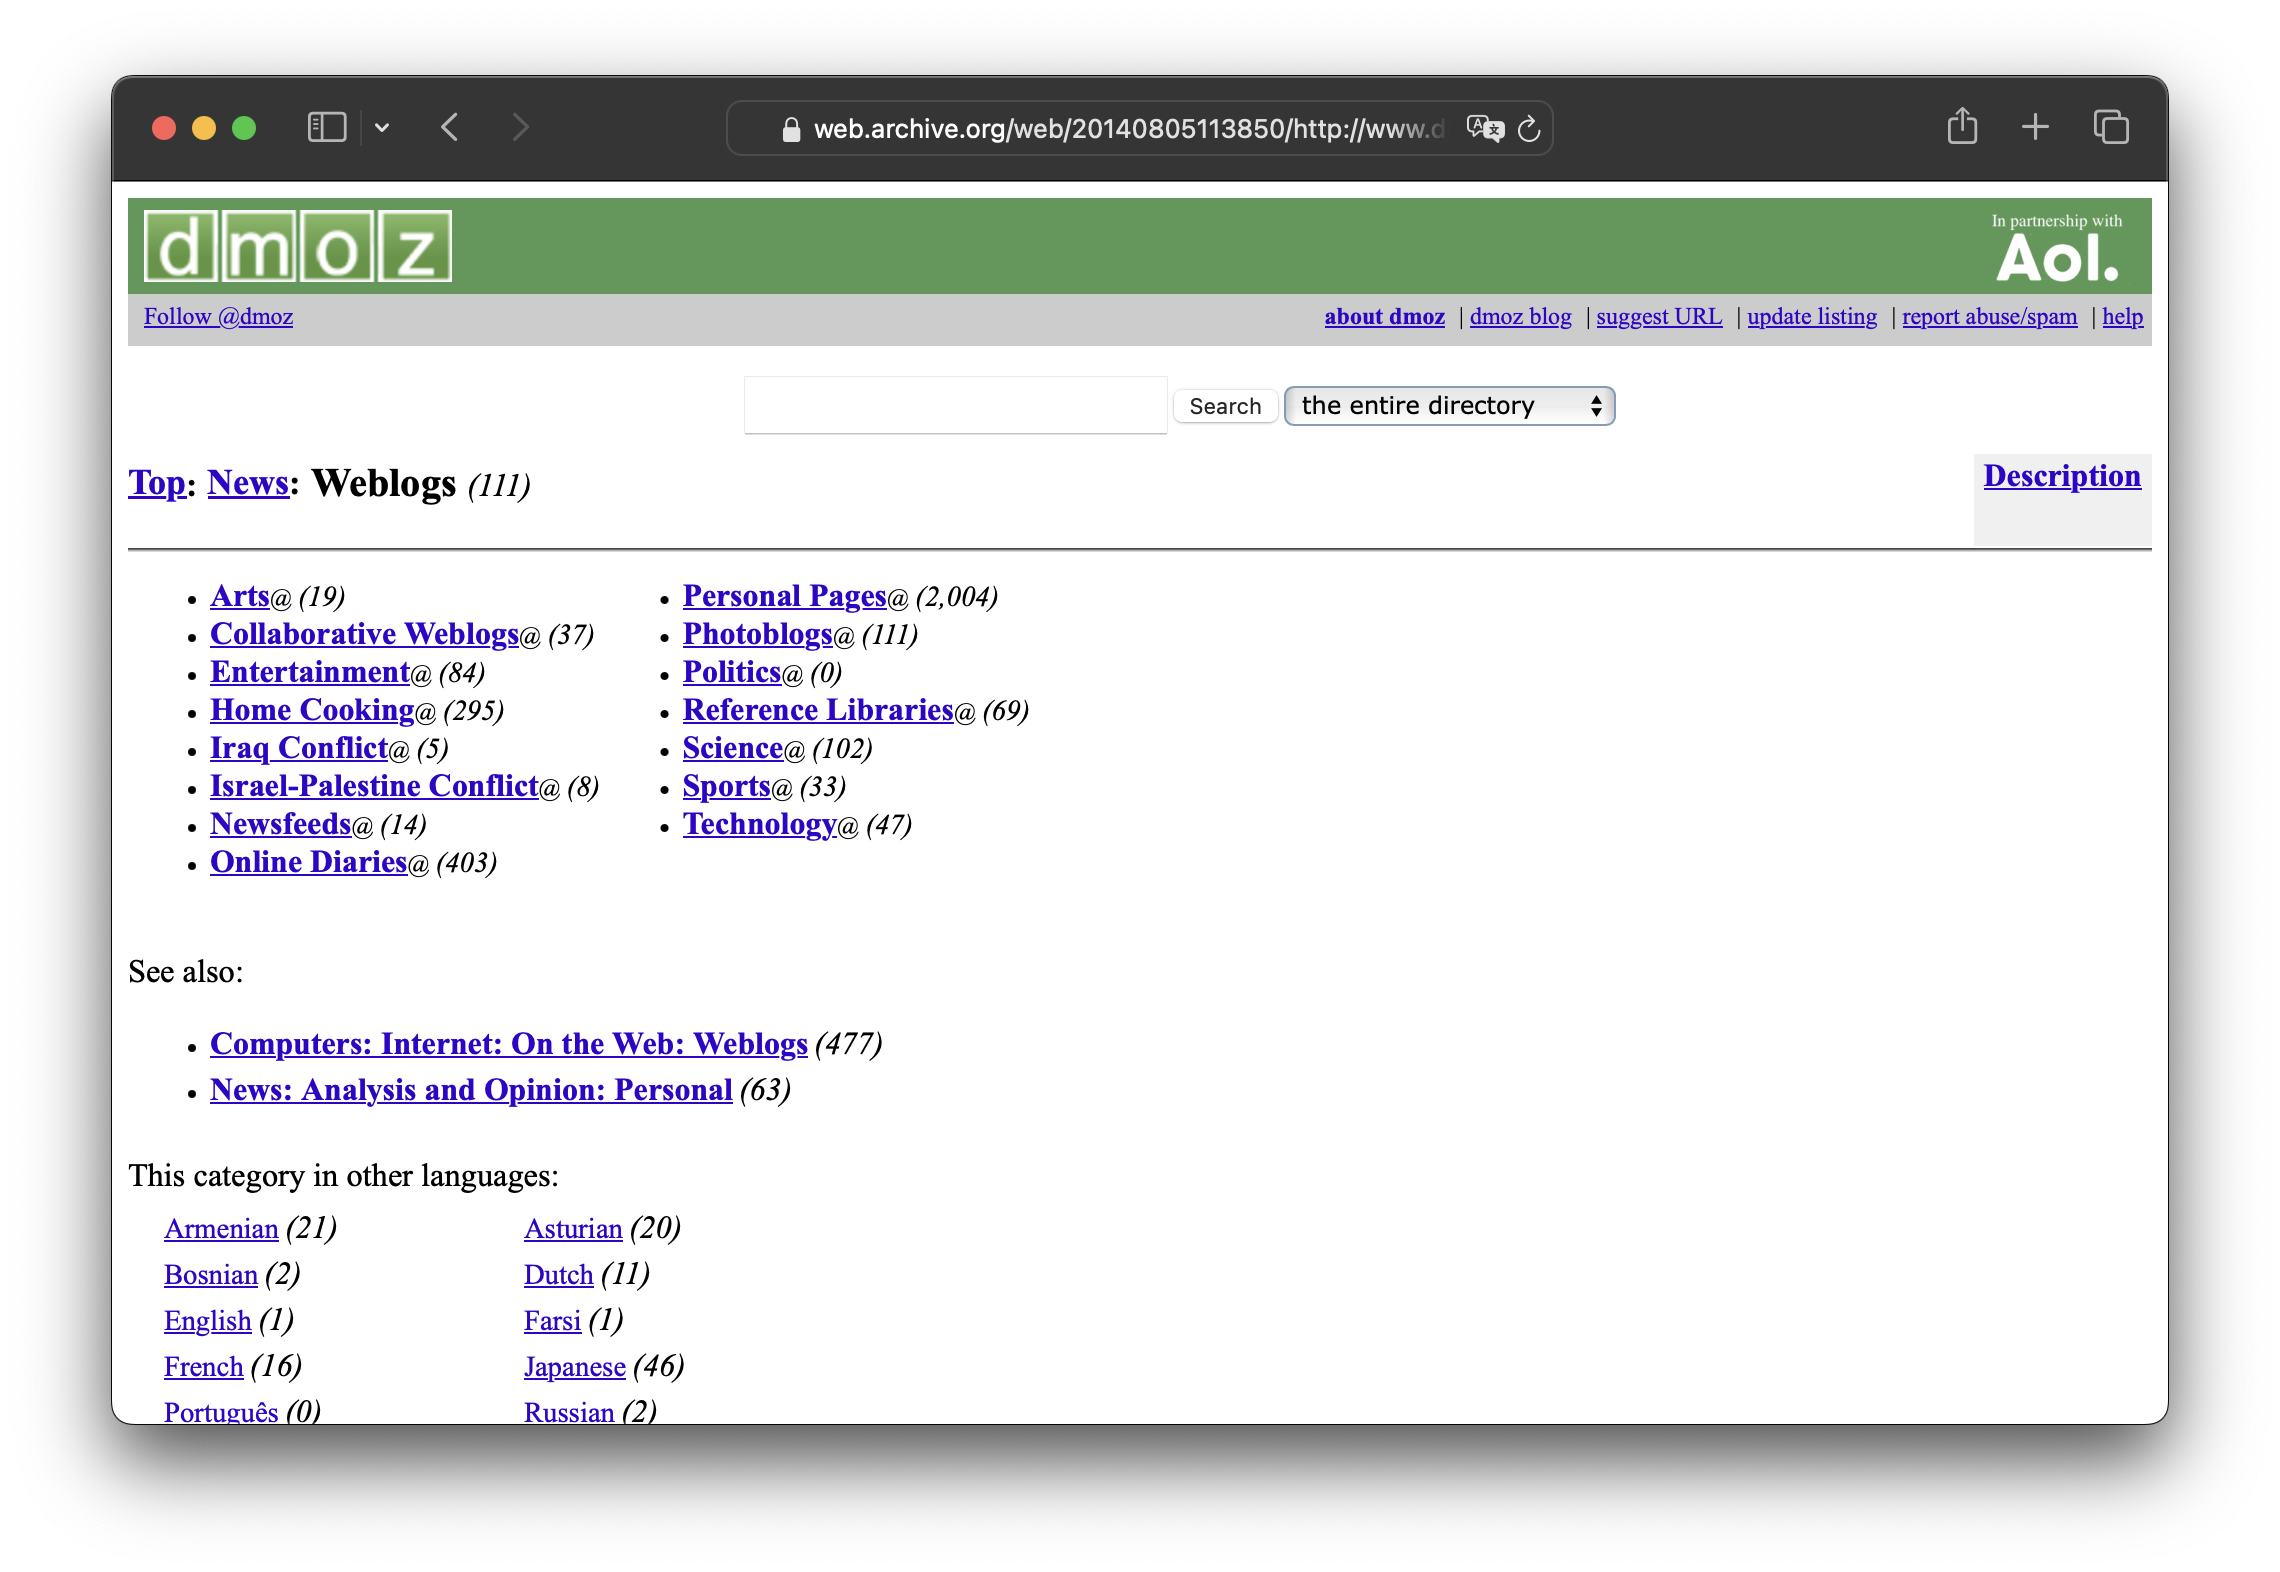 web.archive.org/web/20140805113850/http://www.d
dmoz
In partnership with
Aol.
Follow @dmoz
about dmoz | dmoz blog | suggest URL | update listing | report abuse/spam | help
Search the entire directory
Top: News: Weblogs (111)
Description
Arts@ (19)
Collaborative Weblogs@ (37)
Entertainment@ (84)
Home Cooking@ (295)
Iraq Conflict@ (5)
Israel-Palestine Conflict@ (8)
Newsfeeds@ (14)
Online Diaries@ (403)
Personal Pages@ (2,004)
Photoblogs@ (111)
Politics@ (0)
Reference Libraries@ (69)
Science@ (102)
Sports@ (33)
Technology@ (47)
See also:
Computers: Internet: On the Web: Weblogs (477)
News: Analysis and Opinion: Personal (63)
This category in other languages:
Armenian (21) Asturian (20)
Bosnian (2) Dutch (11)
English (1) Farsi (1)
French (16) Japanese (46)
Português (0) Russian (2)